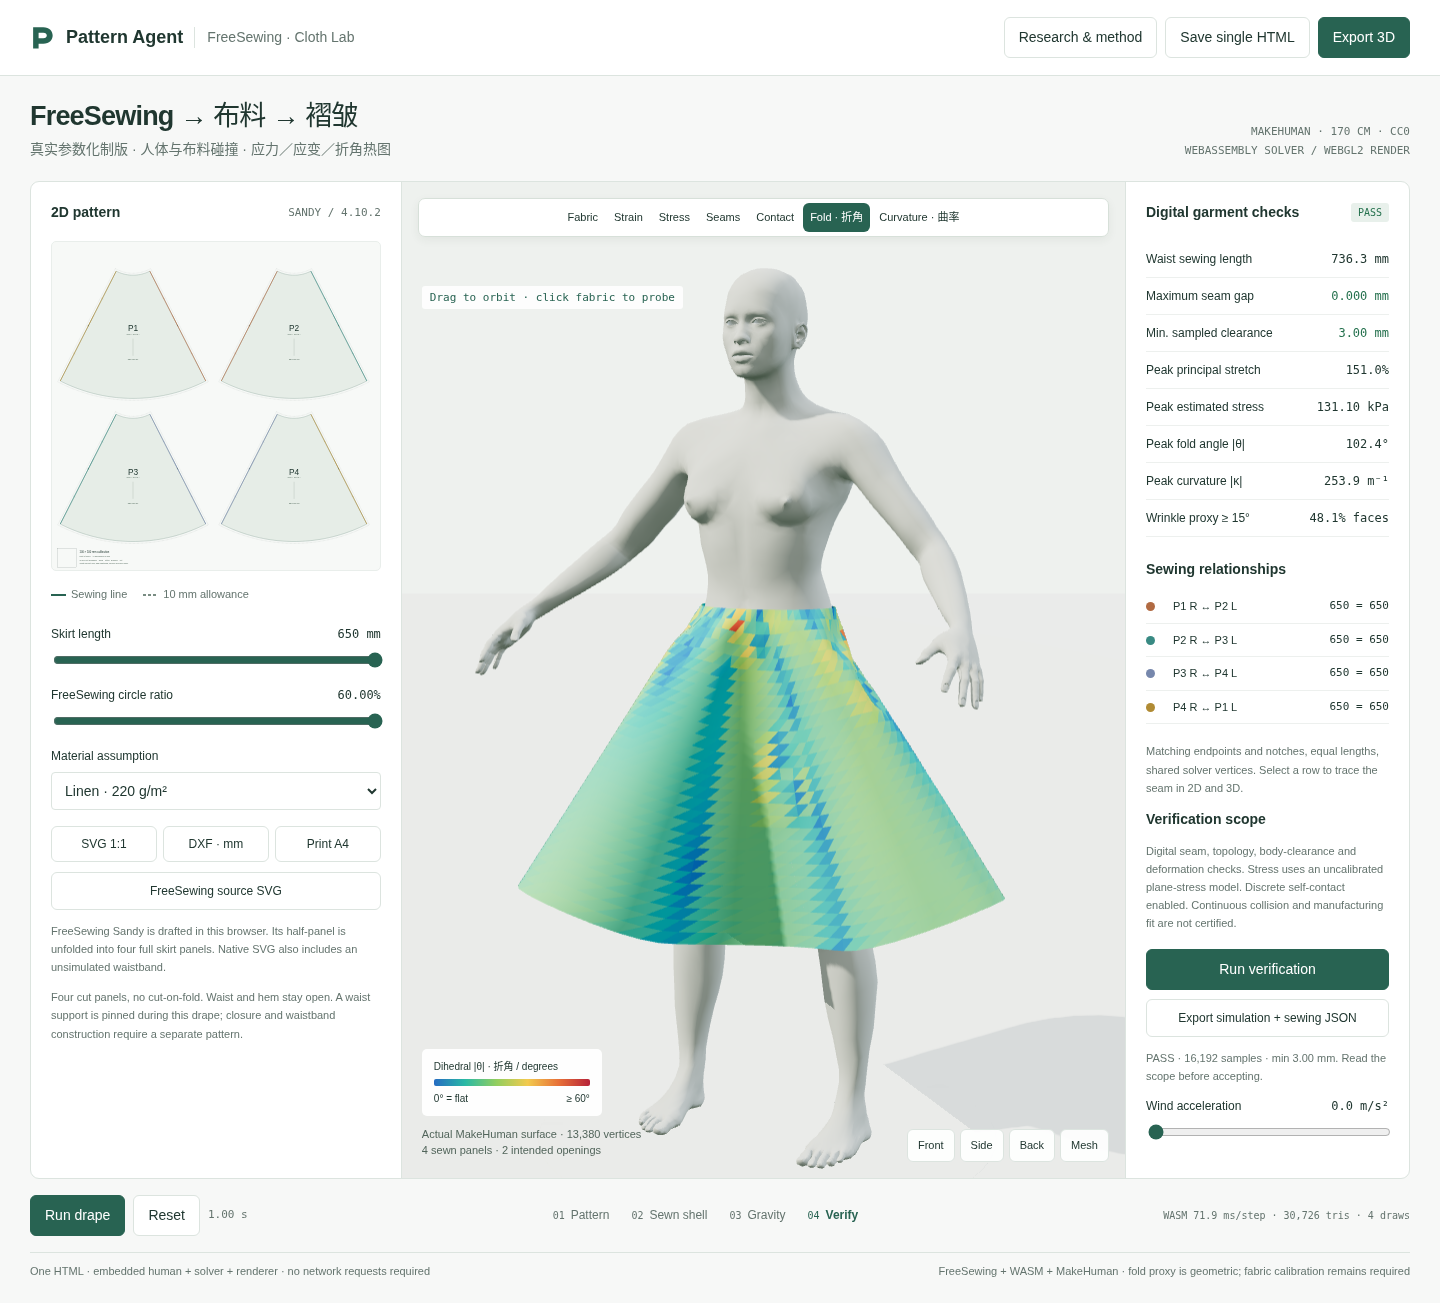 Pattern Agent
FreeSewing · Cloth Lab
Research & method
Save single HTML
Export 3D
FreeSewing → 布料 → 褶皱
真实参数化制版 · 人体与布料碰撞 · 应力／应变／折角热图
MAKEHUMAN · 170 CM · CC0
WEBASSEMBLY SOLVER / WEBGL2 RENDER
2D pattern
SANDY / 4.10.2
P1
P2
P3
P4
Sewing line
10 mm allowance
Skirt length
650 mm
FreeSewing circle ratio
60.00%
Material assumption
Linen · 220 g/m²
SVG 1:1
DXF · mm
Print A4
FreeSewing source SVG
FreeSewing Sandy is drafted in this browser. Its half-panel is
unfolded into four full skirt panels. Native SVG also includes an
unsimulated waistband.
Four cut panels, no cut-on-fold. Waist and hem stay open. A waist
support is pinned during this drape; closure and waistband
construction require a separate pattern.
Fabric
Strain
Stress
Seams
Contact
Fold · 折角
Curvature · 曲率
Drag to orbit · click fabric to probe
Dihedral |θ| · 折角 / degrees
0° = flat
≥ 60°
Actual MakeHuman surface · 13,380 vertices
4 sewn panels · 2 intended openings
Front
Side
Back
Mesh
Digital garment checks
PASS
Waist sewing length
736.3 mm
Maximum seam gap
0.000 mm
Min. sampled clearance
3.00 mm
Peak principal stretch
151.0%
Peak estimated stress
131.10 kPa
Peak fold angle |θ|
102.4°
Peak curvature |κ|
253.9 m⁻¹
Wrinkle proxy ≥ 15°
48.1% faces
Sewing relationships
P1 R ↔ P2 L
650 = 650
P2 R ↔ P3 L
650 = 650
P3 R ↔ P4 L
650 = 650
P4 R ↔ P1 L
650 = 650
Matching endpoints and notches, equal lengths,
shared solver vertices. Select a row to trace the
seam in 2D and 3D.
Verification scope
Digital seam, topology, body-clearance and
deformation checks. Stress uses an uncalibrated
plane-stress model. Discrete self-contact
enabled. Continuous collision and manufacturing
fit are not certified.
Run verification
Export simulation + sewing JSON
PASS · 16,192 samples · min 3.00 mm. Read the
scope before accepting.
Wind acceleration
0.0 m/s²
Run drape
Reset
1.00 s
01 Pattern
02 Sewn shell
03 Gravity
04 Verify
WASM 71.9 ms/step · 30,726 tris · 4 draws
One HTML · embedded human + solver + renderer · no network requests required
FreeSewing + WASM + MakeHuman · fold proxy is geometric; fabric calibration remains required